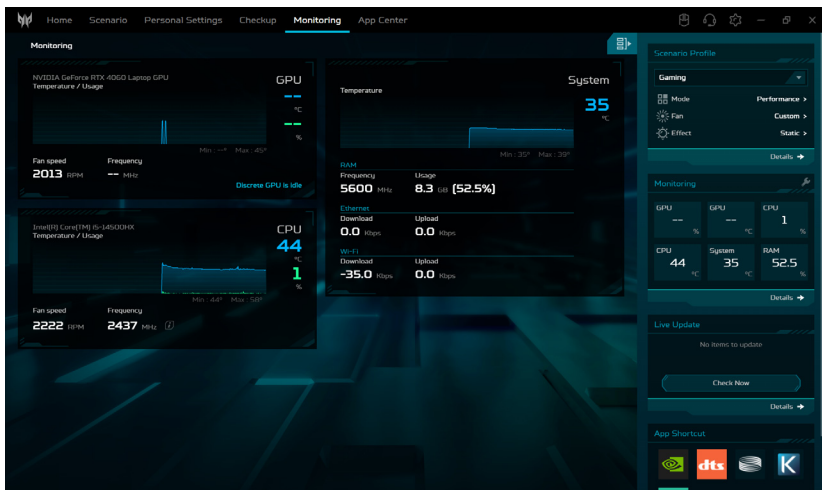 Home Scenario Personal Settings Checkup Monitoring App Center
Monitoring
NVIDIA GeForce RTX 4060 Laptop GPU
Temperature / Usage
GPU
--
°C
--
%
Min : --° Max : 45°
Fan speed Frequency
2013 RPM -- MHz
Discrete GPU is idle
Intel(R) Core(TM) i5-14500HX
Temperature / Usage
CPU
44
°C
1
%
Min : 44° Max : 58°
Fan speed Frequency
2222 RPM 2437 MHz
System
Temperature
35
°C
Min : 35° Max : 39°
RAM
Frequency Usage
5600 MHz 8.3 GB (52.5%)
Ethernet
Download Upload
0.0 Kbps 0.0 Kbps
Wi-Fi
Download Upload
-35.0 Kbps 0.0 Kbps
Scenario Profile
Gaming
Mode Performance >
Fan Custom >
Effect Static >
Details
Monitoring
GPU GPU CPU
-- % -- °C 1 %
CPU System RAM
44 °C 35 °C 52.5 %
Details
Live Update
No items to update
Check Now
Details
App Shortcut
dts K